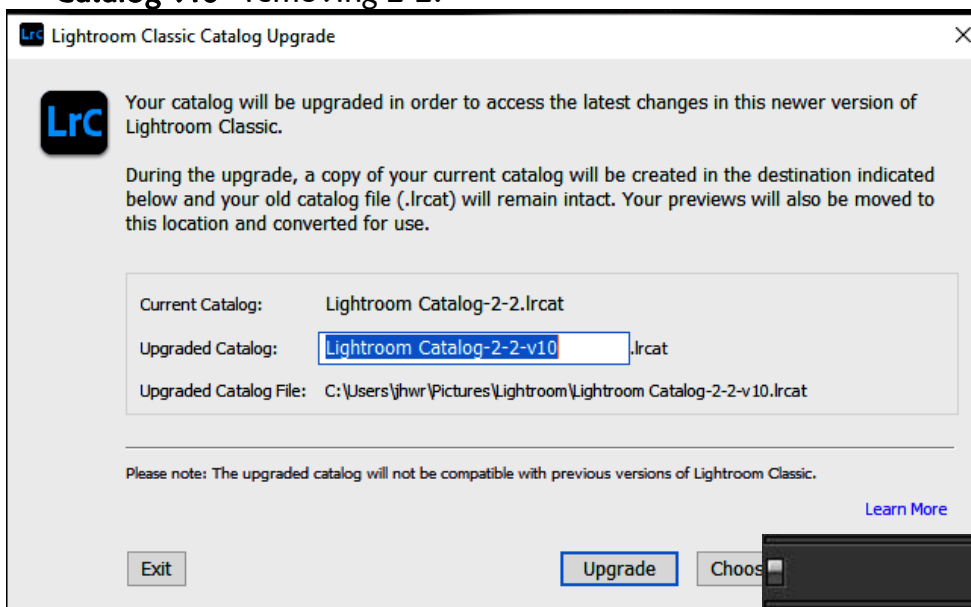 Lightroom Classic Catalog Upgrade
LrC
Your catalog will be upgraded in order to access the latest changes in this newer version of
Lightroom Classic.
During the upgrade, a copy of your current catalog will be created in the destination indicated
below and your old catalog file (.lrcat) will remain intact. Your previews will also be moved to
this location and converted for use.
Current Catalog: Lightroom Catalog-2-2.lrcat
Upgraded Catalog: Lightroom Catalog-2-2-v10 .lrcat
Upgraded Catalog File: C:\Users\jhwr\Pictures\Lightroom\Lightroom Catalog-2-2-v10.lrcat
Please note: The upgraded catalog will not be compatible with previous versions of Lightroom Classic.
Learn More
Exit Upgrade